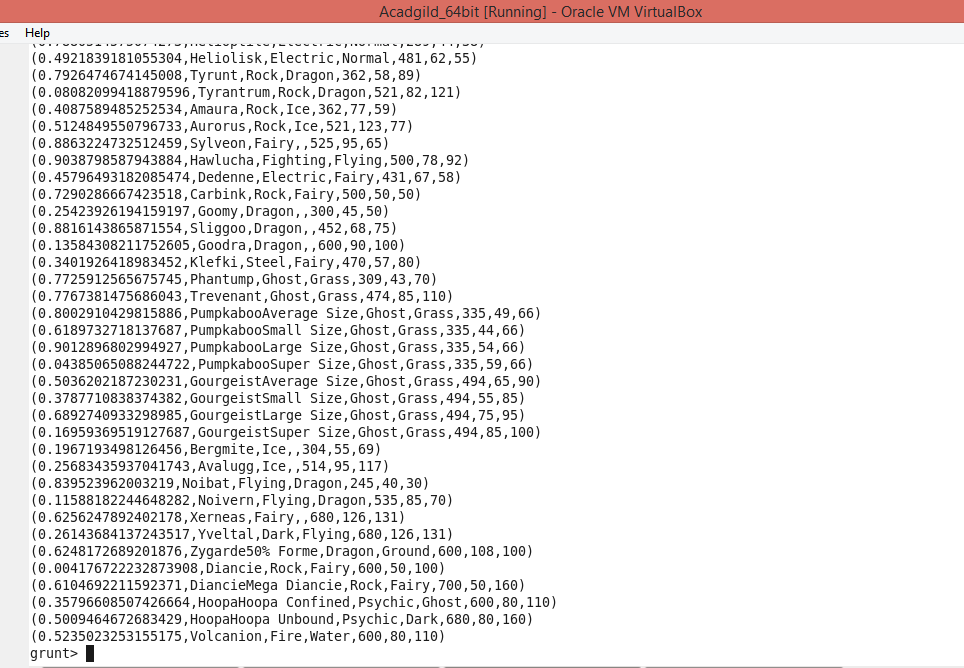 Acadgild_64bit [Running] - Oracle VM VirtualBox
es Help
(0.4921839181055304,Heliolisk,Electric,Normal,481,62,55)
(0.7926474674145008,Tyrunt,Rock,Dragon,362,58,89)
(0.08082099418879596,Tyrantrum,Rock,Dragon,521,82,121)
(0.4087589485252534,Amaura,Rock,Ice,362,77,59)
(0.5124849550796733,Aurorus,Rock,Ice,521,123,77)
(0.8863224732512459,Sylveon,Fairy,,525,95,65)
(0.9038798587943884,Hawlucha,Fighting,Flying,500,78,92)
(0.45796493182085474,Dedenne,Electric,Fairy,431,67,58)
(0.7290286667423518,Carbink,Rock,Fairy,500,50,50)
(0.25423926194159197,Goomy,Dragon,,300,45,50)
(0.8816143865871554,Sliggoo,Dragon,,452,68,75)
(0.13584308211752605,Goodra,Dragon,,600,90,100)
(0.3401926418983452,Klefki,Steel,Fairy,470,57,80)
(0.7725912565675745,Phantump,Ghost,Grass,309,43,70)
(0.7767381475686043,Trevenant,Ghost,Grass,474,85,110)
(0.8002910429815886,PumpkabooAverage Size,Ghost,Grass,335,49,66)
(0.6189732718137687,PumpkabooSmall Size,Ghost,Grass,335,44,66)
(0.9012896802994927,PumpkabooLarge Size,Ghost,Grass,335,54,66)
(0.04385065088244722,PumpkabooSuper Size,Ghost,Grass,335,59,66)
(0.5036202187230231,GourgeistAverage Size,Ghost,Grass,494,65,90)
(0.3787710838374382,GourgeistSmall Size,Ghost,Grass,494,55,85)
(0.6892740933298985,GourgeistLarge Size,Ghost,Grass,494,75,95)
(0.16959369519127687,GourgeistSuper Size,Ghost,Grass,494,85,100)
(0.1967193498126456,Bergmite,Ice,,304,55,69)
(0.25683435937041743,Avalugg,Ice,,514,95,117)
(0.839523962003219,Noibat,Flying,Dragon,245,40,30)
(0.11588182244648282,Noivern,Flying,Dragon,535,85,70)
(0.6256247892402178,Xerneas,Fairy,,680,126,131)
(0.26143684137243517,Yveltal,Dark,Flying,680,126,131)
(0.6248172689201876,Zygarde50% Forme,Dragon,Ground,600,108,100)
(0.004176722232873908,Diancie,Rock,Fairy,600,50,100)
(0.6104692211592371,DiancieMega Diancie,Rock,Fairy,700,50,160)
(0.35796608507426664,HoopaHoopa Confined,Psychic,Ghost,600,80,110)
(0.5009464672683429,HoopaHoopa Unbound,Psychic,Dark,680,80,160)
(0.5235023253155175,Volcanion,Fire,Water,600,80,110)
grunt>